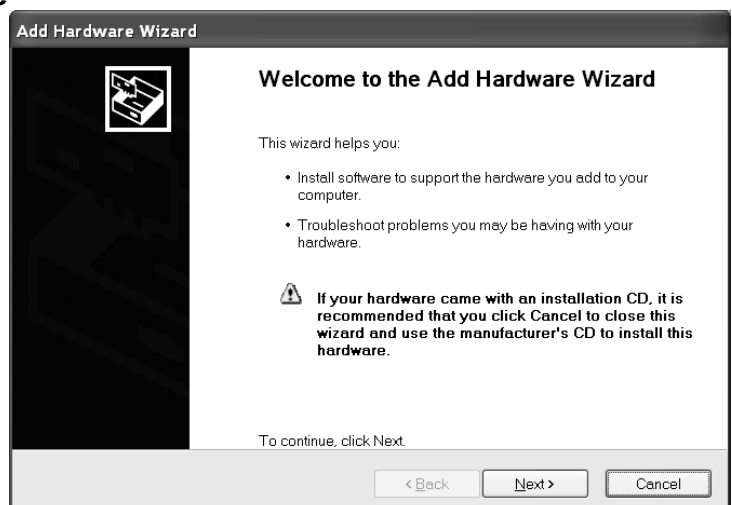 Add Hardware Wizard
Welcome to the Add Hardware Wizard
This wizard helps you:
• Install software to support the hardware you add to your
computer.
• Troubleshoot problems you may be having with your
hardware.
If your hardware came with an installation CD, it is
recommended that you click Cancel to close this
wizard and use the manufacturer's CD to install this
hardware.
To continue, click Next.
< Back Next > Cancel